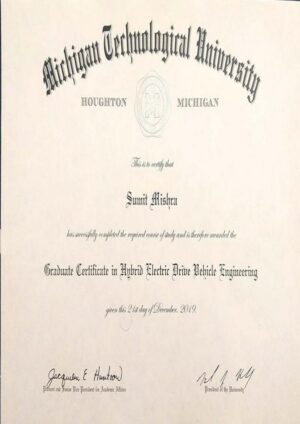 Michigan Technological University
HOUGHTON MICHIGAN
This is to certify that
Sumit Mishra
has successfully completed the required course of study and is therefore awarded the
Graduate Certificate in Hybrid Electric Drive Vehicle Engineering
given this 21st day of December, 2019.
Jacqueline E Huntoon
Provost and Senior Vice President for Academic Affairs
President of the University